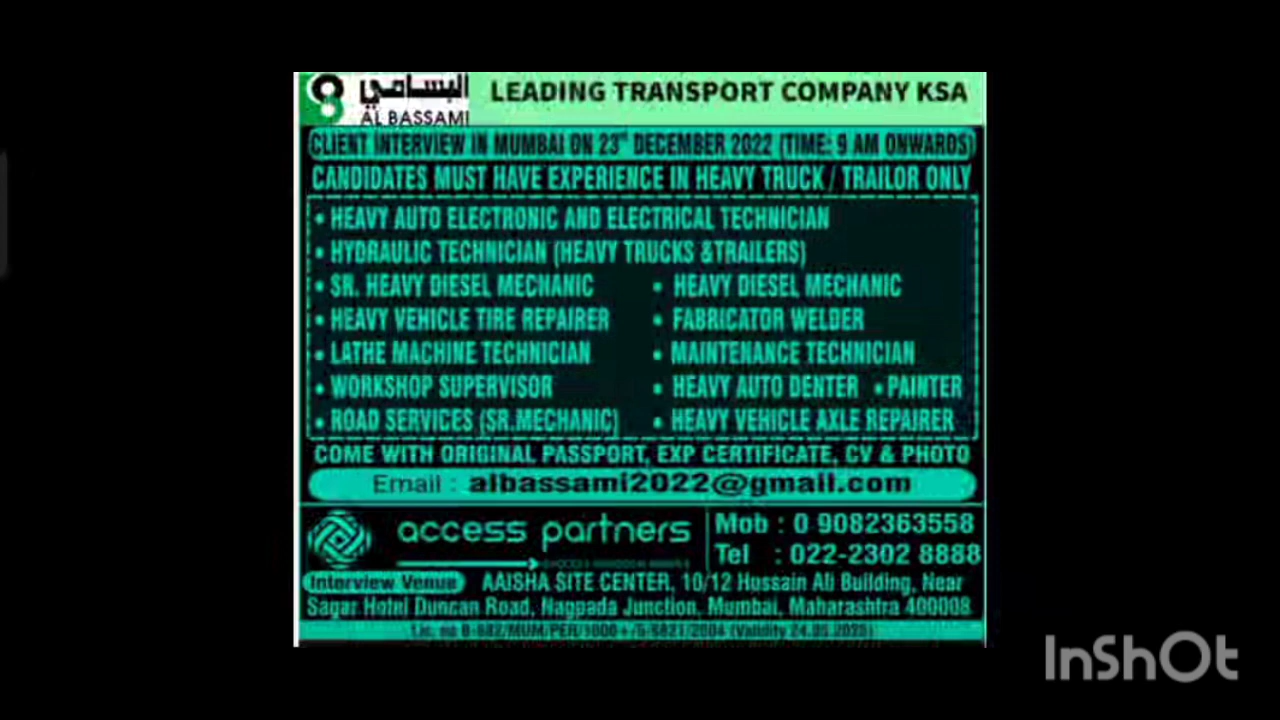 البسامي
AL BASSAMI
LEADING TRANSPORT COMPANY KSA
CLIENT INTERVIEW IN MUMBAI ON 23rd DECEMBER 2022 (TIME: 9 AM ONWARDS)
CANDIDATES MUST HAVE EXPERIENCE IN HEAVY TRUCK / TRAILOR ONLY
• HEAVY AUTO ELECTRONIC AND ELECTRICAL TECHNICIAN
• HYDRAULIC TECHNICIAN (HEAVY TRUCKS &TRAILERS)
• SR. HEAVY DIESEL MECHANIC • HEAVY DIESEL MECHANIC
• HEAVY VEHICLE TIRE REPAIRER • FABRICATOR WELDER
• LATHE MACHINE TECHNICIAN • MAINTENANCE TECHNICIAN
• WORKSHOP SUPERVISOR • HEAVY AUTO DENTER • PAINTER
• ROAD SERVICES (SR.MECHANIC) • HEAVY VEHICLE AXLE REPAIRER
COME WITH ORIGINAL PASSPORT, EXP CERTIFICATE, CV & PHOTO
Email : albassami2022@gmail.com
access partners
Mob : 0 9082363558
Tel : 022-2302 8888
Interview Venue AAISHA SITE CENTER, 10/12 Hussain Ali Building, Near
Sagar Hotel Duncan Road, Nagpada Junction, Mumbai, Maharashtra 400008
InShOt